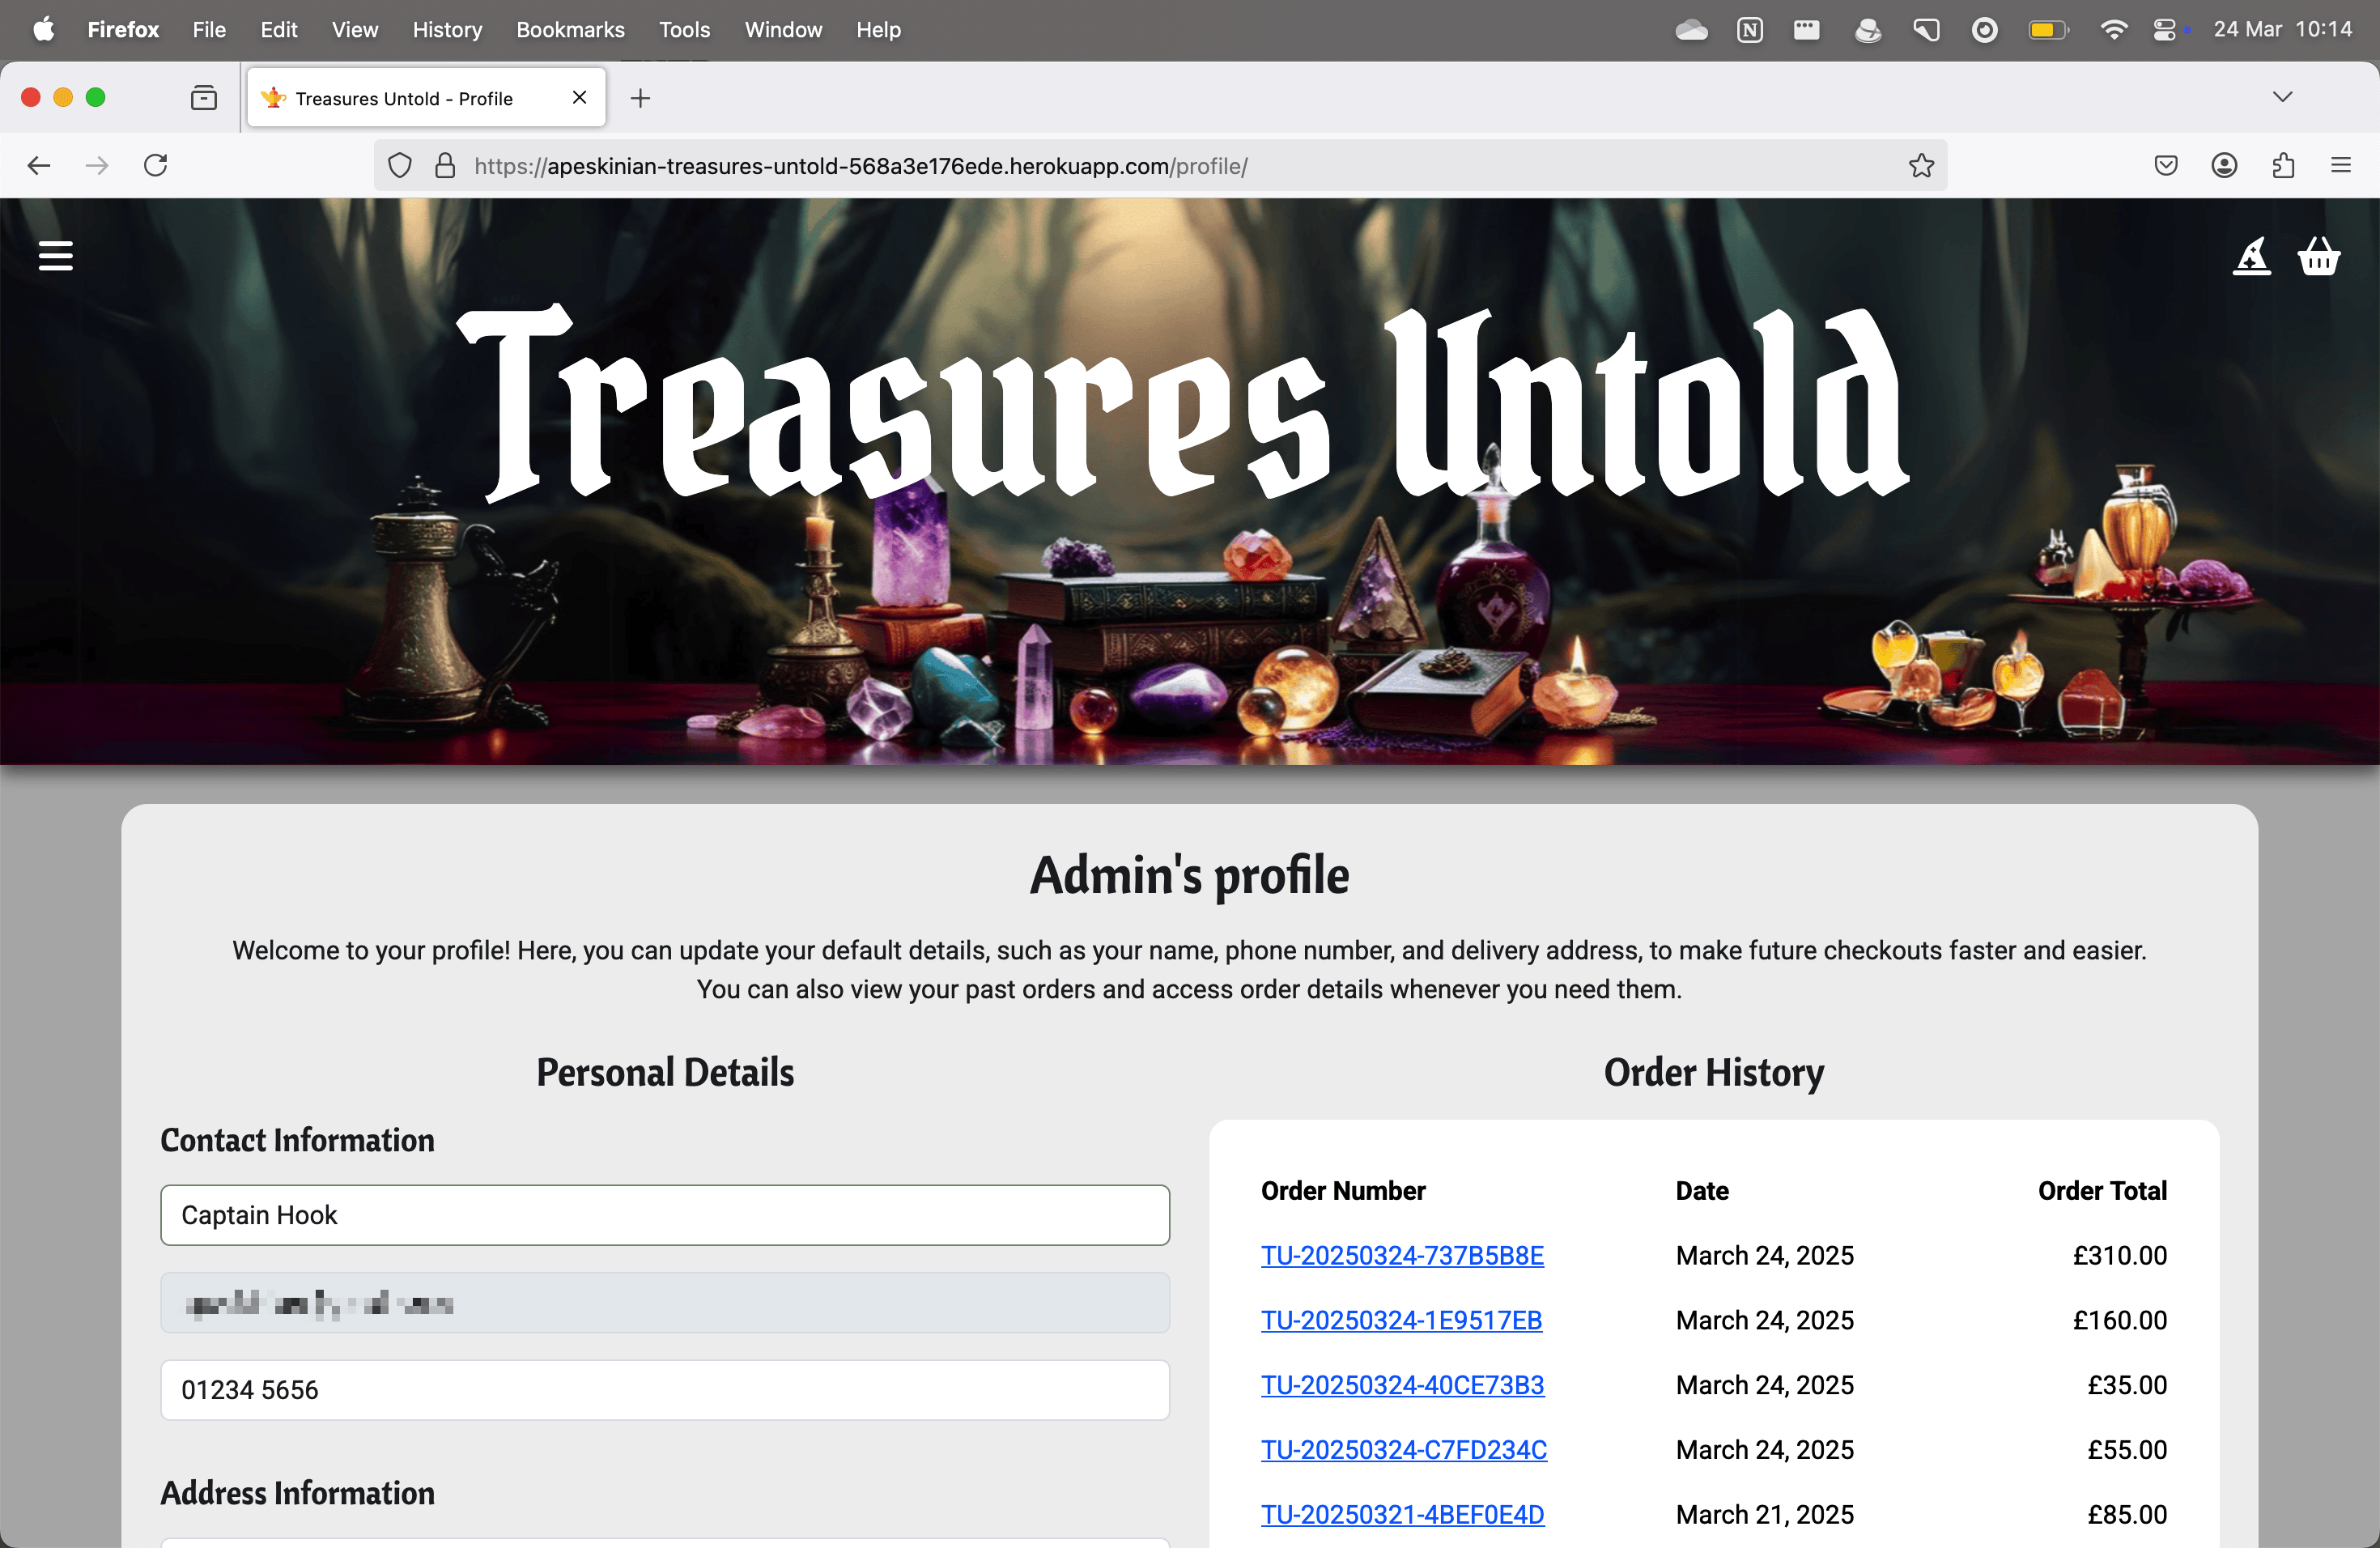 Firefox File Edit View History Bookmarks Tools Window Help 24 Mar 10:14
Treasures Untold - Profile
https://apeskinian-treasures-untold-568a3e176ede.herokuapp.com/profile/
Treasures Untold
Admin's profile
Welcome to your profile! Here, you can update your default details, such as your name, phone number, and delivery address, to make future checkouts faster and easier.
You can also view your past orders and access order details whenever you need them.
Personal Details
Contact Information
Captain Hook
01234 5656
Address Information
Order History
Order Number Date Order Total
TU-20250324-737B5B8E March 24, 2025 £310.00
TU-20250324-1E9517EB March 24, 2025 £160.00
TU-20250324-40CE73B3 March 24, 2025 £35.00
TU-20250324-C7FD234C March 24, 2025 £55.00
TU-20250321-4BEF0E4D March 21, 2025 £85.00